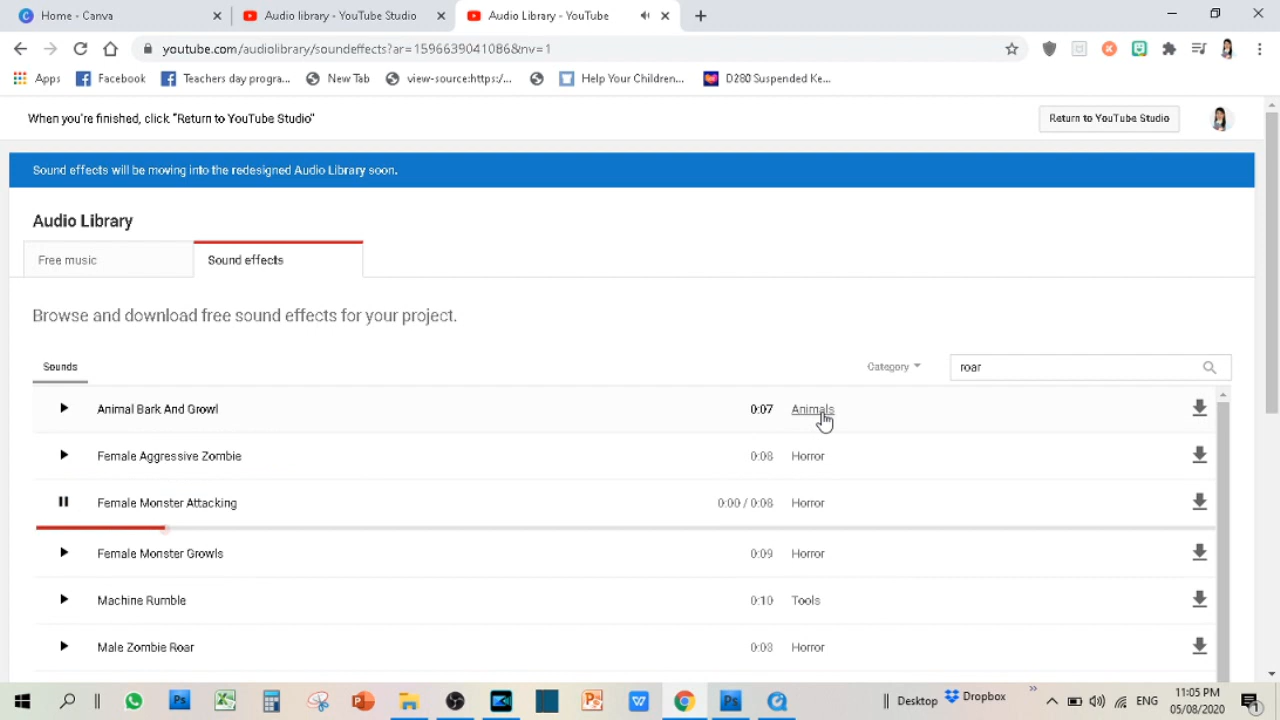 Home - Canva
Audio library - YouTube Studio
Audio Library - YouTube
youtube.com/audiolibrary/soundeffects?ar=1596639041086&nv=1
Apps
Facebook
Teachers day progra...
New Tab
view-source:https:/...
Help Your Children...
D280 Suspended Ke...
When you're finished, click "Return to YouTube Studio"
Return to YouTube Studio
Sound effects will be moving into the redesigned Audio Library soon.
Audio Library
Free music
Sound effects
Browse and download free sound effects for your project.
Sounds
Category
roar
Animal Bark And Growl 0:07 Animals
Female Aggressive Zombie 0:08 Horror
Female Monster Attacking 0:00 / 0:08 Horror
Female Monster Growls 0:09 Horror
Machine Rumble 0:10 Tools
Male Zombie Roar 0:03 Horror
Desktop
Dropbox
ENG
11:05 PM
05/08/2020